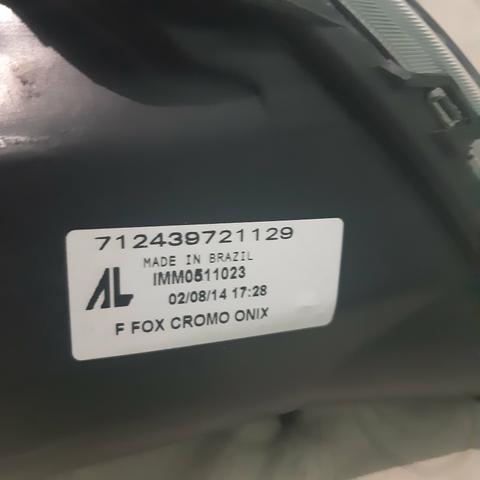 712439721129
MADE IN BRAZIL
AL
IMM0511023
02/08/14 17:28
F FOX CROMO ONIX